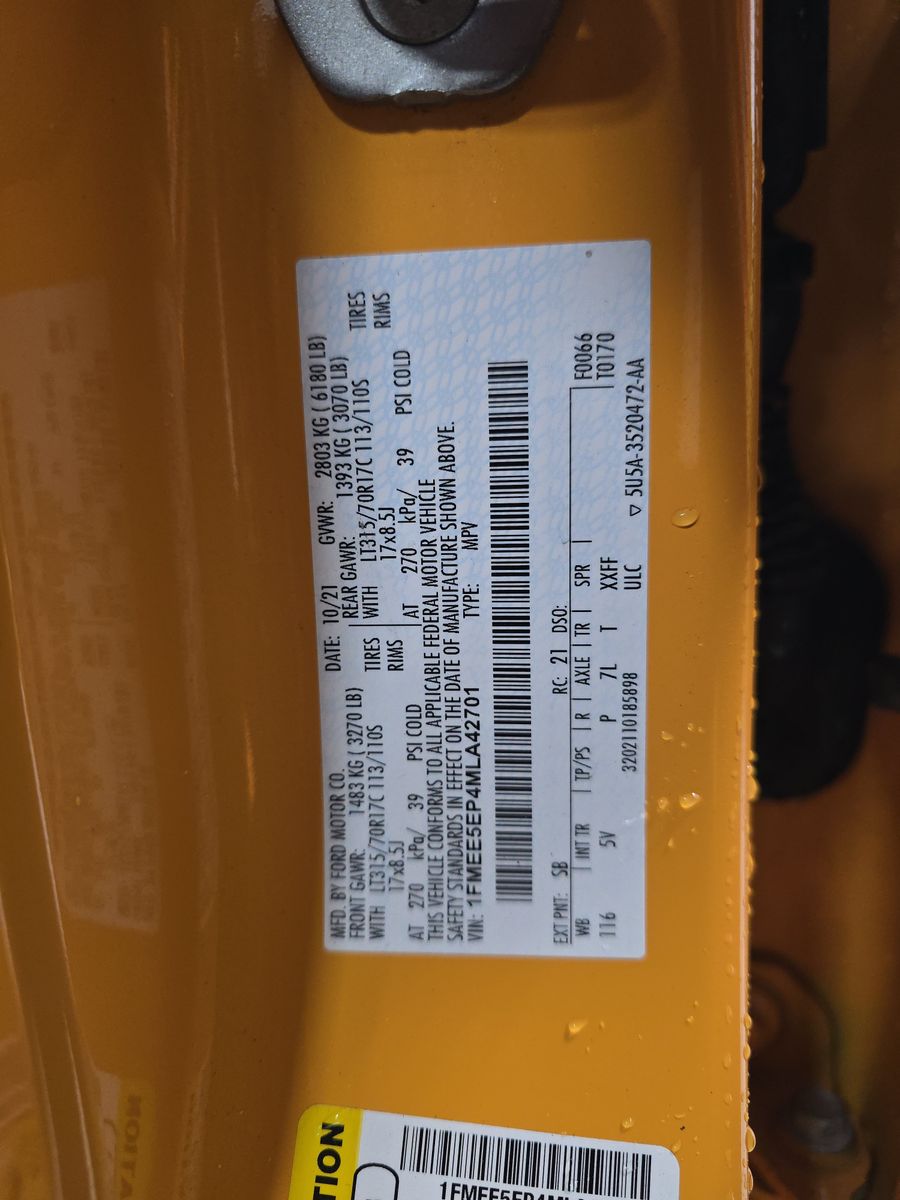 MFD. BY FORD MOTOR CO.
DATE: 10/21 GVWR: 2803 KG ( 6180 LB)
FRONT GAWR: 1483 KG ( 3270 LB) REAR GAWR: 1393 KG ( 3070 LB)
WITH LT315/70R17C 113/110S TIRES WITH LT315/70R17C 113/110S TIRES
17x8.5J RIMS 17x8.5J RIMS
AT 270 kPa/ 39 PSI COLD AT 270 kPa/ 39 PSI COLD
THIS VEHICLE CONFORMS TO ALL APPLICABLE FEDERAL MOTOR VEHICLE
SAFETY STANDARDS IN EFFECT ON THE DATE OF MANUFACTURE SHOWN ABOVE.
VIN: 1FMEE5EP4MLA42701 TYPE: MPV
EXT PNT: SB RC: 21 DSO:
WB INT TR TP/PS R AXLE TR SPR F0066
116 5V P 7L T XXFF T0170
3202110185898 ULC ▽ 5U5A-3520472-AA